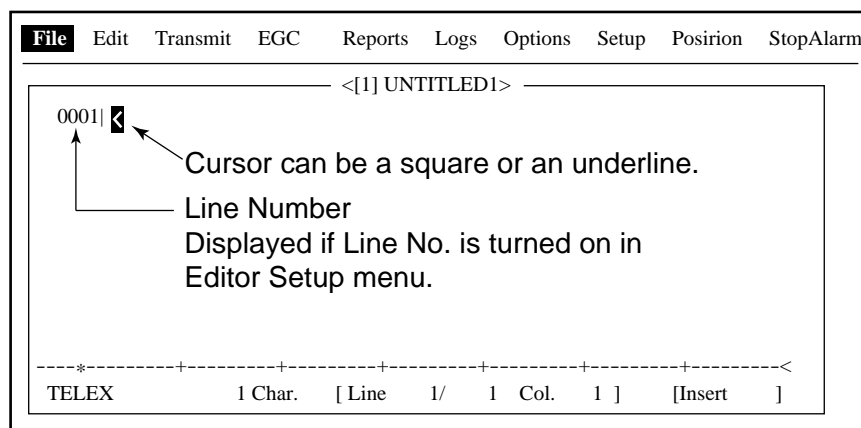 File Edit Transmit EGC Reports Logs Options Setup Posirion StopAlarm
<[1] UNTITLED1>
0001| <
Cursor can be a square or an underline.
Line Number
Displayed if Line No. is turned on in
Editor Setup menu.
----*---------+---------+---------+---------+---------+---------+---------<
TELEX 1 Char. [ Line 1/ 1 Col. 1 ] [Insert ]